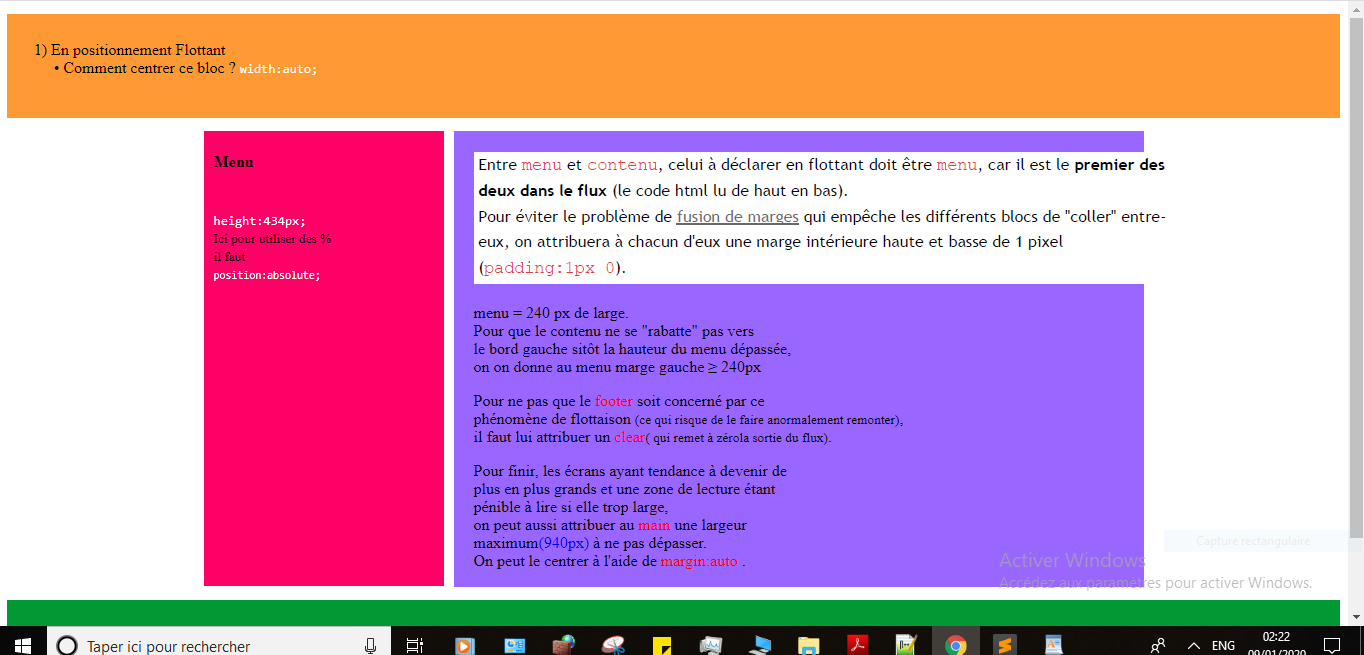 1) En positionnement Flottant
• Comment centrer ce bloc ? width:auto;
Menu
height:434px;
Ici pour utiliser des %
il faut
position:absolute;
Entre menu et contenu, celui à déclarer en flottant doit être menu, car il est le premier des
deux dans le flux (le code html lu de haut en bas).
Pour éviter le problème de fusion de marges qui empêche les différents blocs de "coller" entre-
eux, on attribuera à chacun d'eux une marge intérieure haute et basse de 1 pixel
(padding:1px 0).
menu = 240 px de large.
Pour que le contenu ne se "rabatte" pas vers
le bord gauche sitôt la hauteur du menu dépassée,
on on donne au menu marge gauche ≥ 240px
Pour ne pas que le footer soit concerné par ce
phénomène de flottaison (ce qui risque de le faire anormalement remonter),
il faut lui attribuer un clear( qui remet à zérola sortie du flux).
Pour finir, les écrans ayant tendance à devenir de
plus en plus grands et une zone de lecture étant
pénible à lire si elle trop large,
on peut aussi attribuer au main une largeur
maximum(940px) à ne pas dépasser.
On peut le centrer à l'aide de margin:auto .
Capture rectangulaire
Activer Windows
Accédez aux paramètres pour activer Windows.
Taper ici pour rechercher
ENG
02:22
09/01/2020